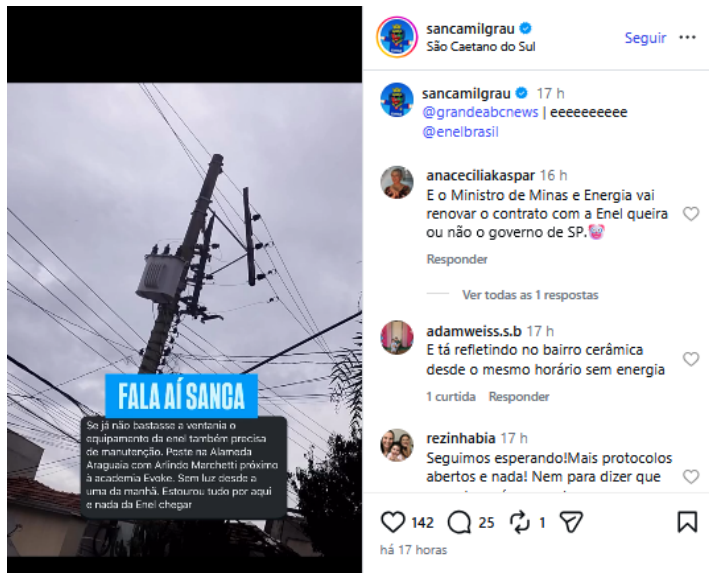 FALA AÍ SANCA
Se já não bastasse a ventania o
equipamento da enel também precisa
de manutenção. Poste na Alameda
Araguaia com Arlindo Marchetti próximo
à academia Evoke. Sem luz desde a
uma da manhã. Estourou tudo por aqui
e nada da Enel chegar
sancamilgrau
São Caetano do Sul
Seguir
sancamilgrau 17 h
@grandeabcnews | eeeeeeeeee
@enelbrasil
anaceciliakaspar 16 h
E o Ministro de Minas e Energia vai
renovar o contrato com a Enel queira
ou não o governo de SP.🤡
Responder
Ver todas as 1 respostas
adamweiss.s.b 17 h
E tá refletindo no bairro cerâmica
desde o mesmo horário sem energia
1 curtida Responder
rezinhabia 17 h
Seguimos esperando!Mais protocolos
abertos e nada! Nem para dizer que
142 25 1
há 17 horas